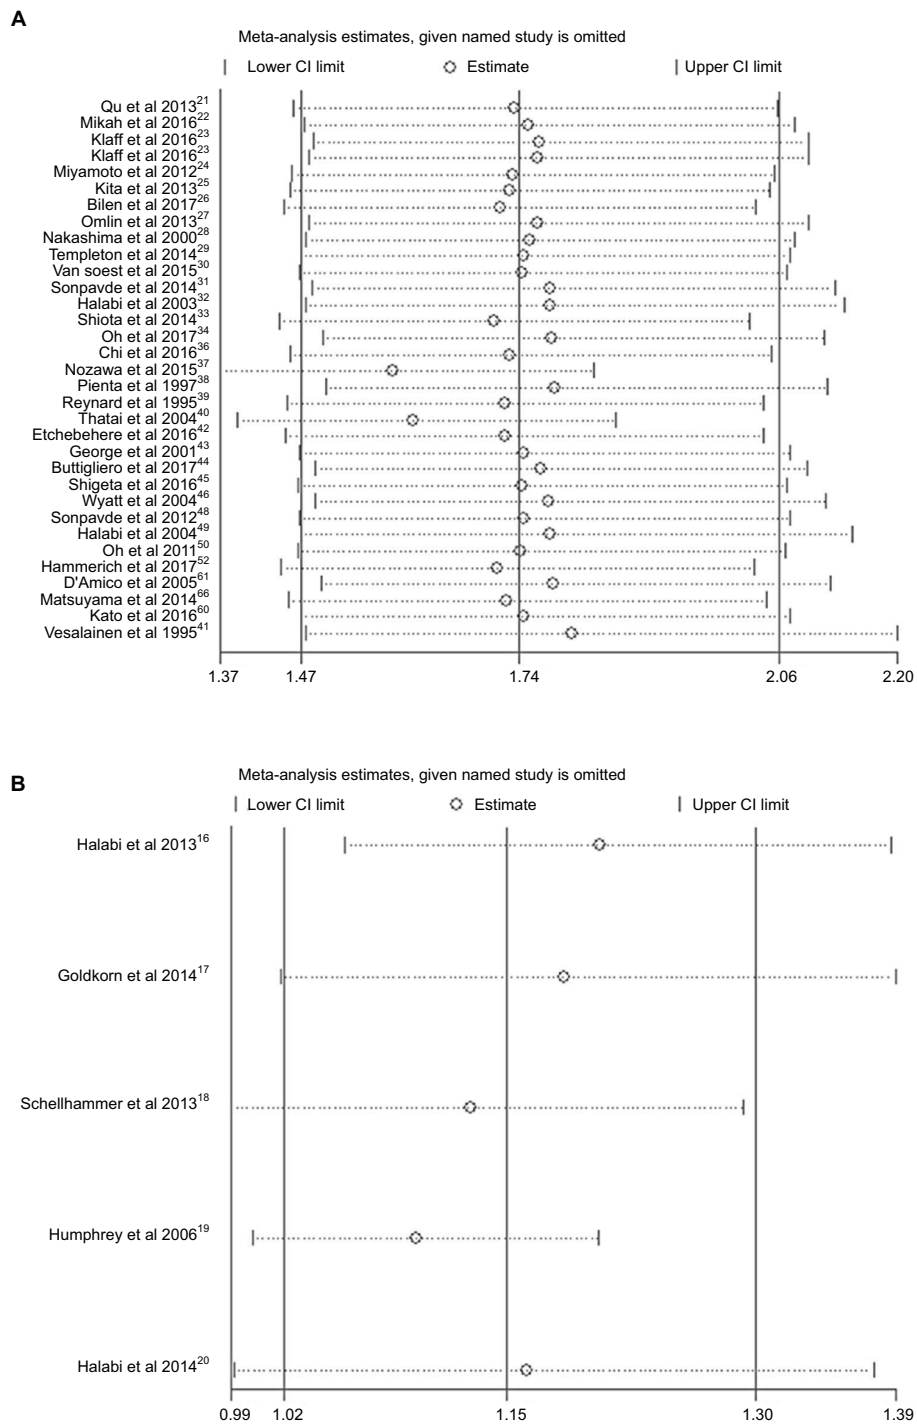 A
Meta-analysis estimates, given named study is omitted
Lower CI limit Estimate Upper CI limit
Qu et al 2013²¹
Mikah et al 2016²²
Klaff et al 2016²³
Klaff et al 2016²³
Miyamoto et al 2012²⁴
Kita et al 2013²⁵
Bilen et al 2017²⁶
Omlin et al 2013²⁷
Nakashima et al 2000²⁸
Templeton et al 2014²⁹
Van soest et al 2015³⁰
Sonpavde et al 2014³¹
Halabi et al 2003³²
Shiota et al 2014³³
Oh et al 2017³⁴
Chi et al 2016³⁶
Nozawa et al 2015³⁷
Pienta et al 1997³⁸
Reynard et al 1995³⁹
Thatai et al 2004⁴⁰
Etchebehere et al 2016⁴²
George et al 2001⁴³
Buttigliero et al 2017⁴⁴
Shigeta et al 2016⁴⁵
Wyatt et al 2004⁴⁶
Sonpavde et al 2012⁴⁸
Halabi et al 2004⁴⁹
Oh et al 2011⁵⁰
Hammerich et al 2017⁵²
D'Amico et al 2005⁶¹
Matsuyama et al 2014⁶⁶
Kato et al 2016⁶⁰
Vesalainen et al 1995⁴¹
1.37 1.47 1.74 2.06 2.20
B
Meta-analysis estimates, given named study is omitted
Lower CI limit Estimate Upper CI limit
Halabi et al 2013¹⁶
Goldkorn et al 2014¹⁷
Schellhammer et al 2013¹⁸
Humphrey et al 2006¹⁹
Halabi et al 2014²⁰
0.99 1.02 1.15 1.30 1.39